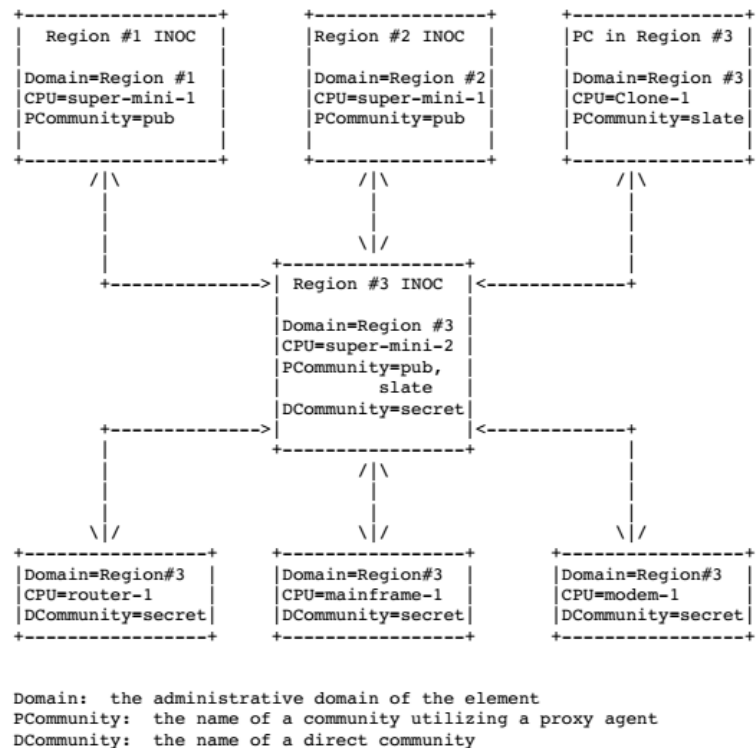 +------------------+       +-----------------+     +----------------+
|  Region #1 INOC  |       |Region #2 INOC   |     |PC in Region #3 |
|                  |       |                 |     |                |
|Domain=Region #1  |       |Domain=Region #2|     |Domain=Region #3|
|CPU=super-mini-1  |       |CPU=super-mini-1|     |CPU=Clone-1     |
|PCommunity=pub    |       |PCommunity=pub   |     |PCommunity=slate|
|                  |       |                 |     |                |
+------------------+       +-----------------+     +----------------+
       /|\                        /|\                     /|\
        |                          |                       |
        |                          |                       |
        |                         \|/                      |
        |                 +-----------------+              |
        +-------------->| Region #3 INOC  |<-------------+
                          |                 |
                          |Domain=Region #3 |
                          |CPU=super-mini-2 |
                          |PCommunity=pub,  |
                          |         slate   |
                          |DCommunity=secret|
        +-------------->|                 |<-------------+
        |                 +-----------------+              |
        |                         /|\                      |
        |                          |                       |
        |                          |                       |
       \|/                        \|/                     \|/
+-----------------+       +-----------------+     +-----------------+
|Domain=Region#3  |       |Domain=Region#3  |     |Domain=Region#3  |
|CPU=router-1     |       |CPU=mainframe-1  |     |CPU=modem-1      |
|DCommunity=secret|       |DCommunity=secret|     |DCommunity=secret|
+-----------------+       +-----------------+     +-----------------+
Domain:  the administrative domain of the element
PCommunity:  the name of a community utilizing a proxy agent
DCommunity:  the name of a direct community